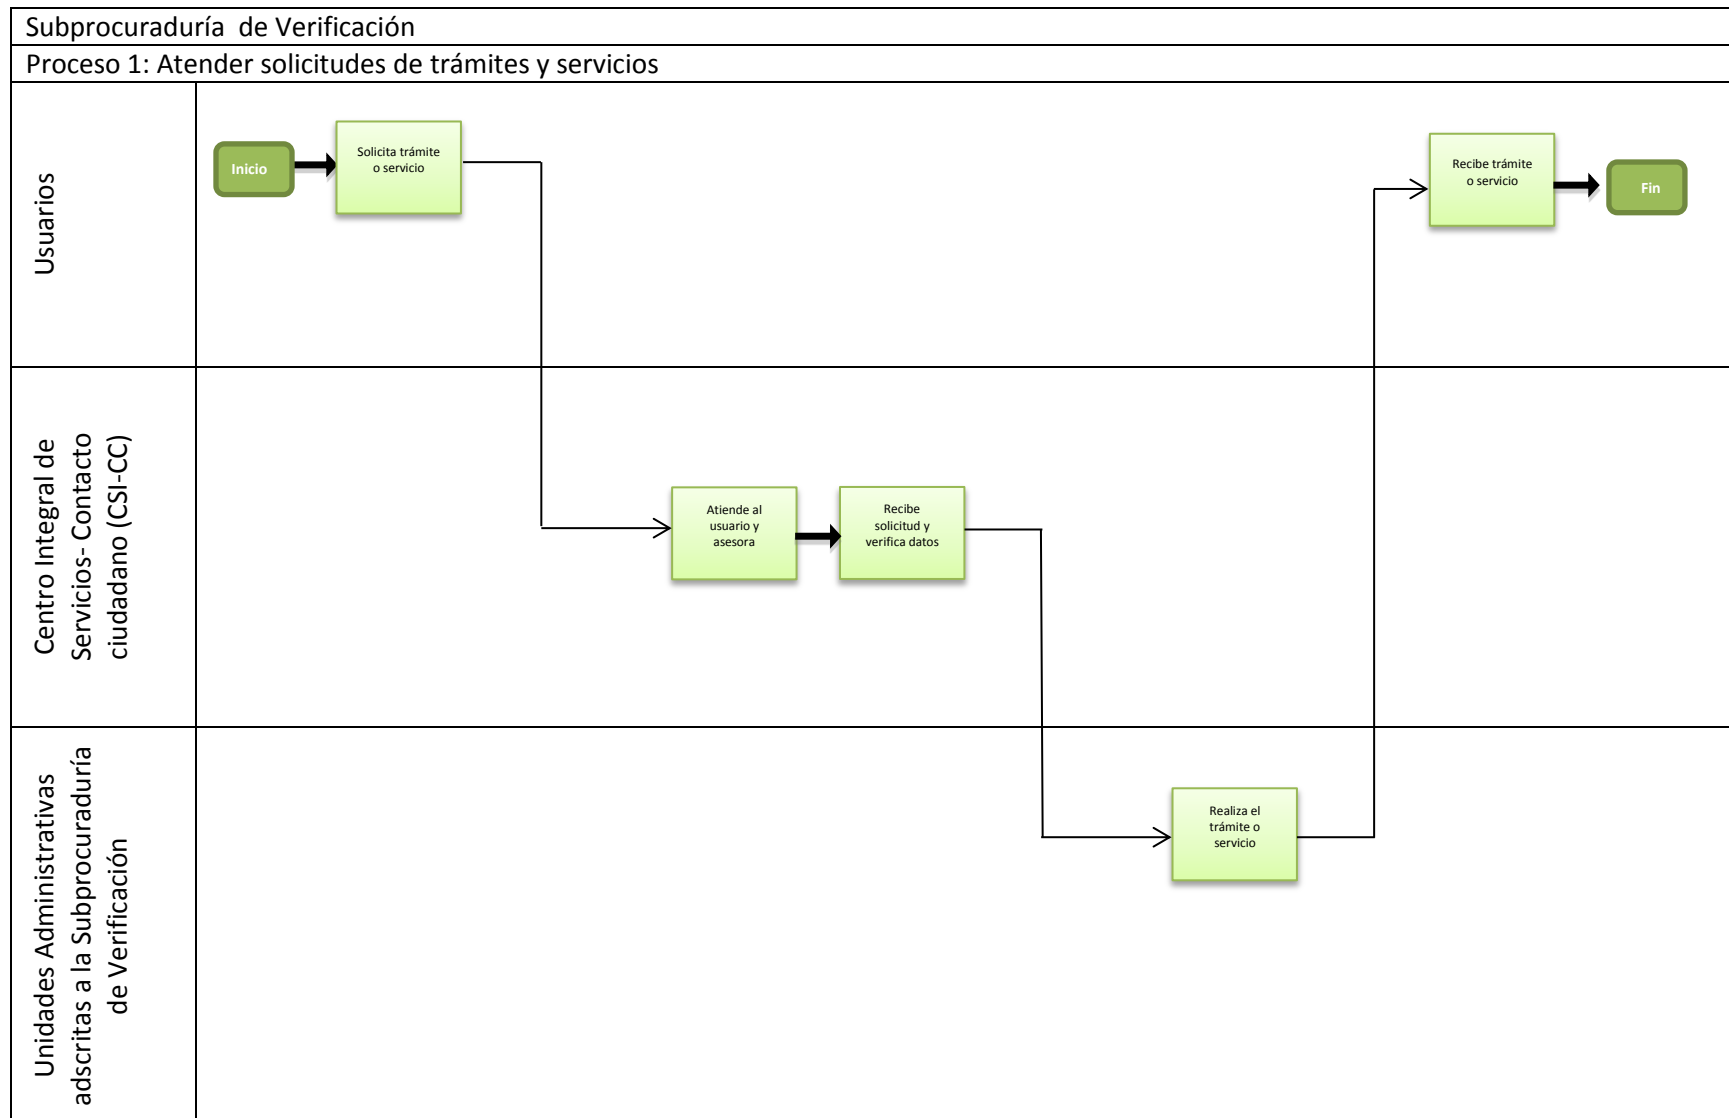 Subprocuraduría  de Verificación
Proceso 1: Atender solicitudes de trámites y servicios
Usuarios
Inicio
Solicita trámite
o servicio
Recibe trámite
o servicio
Fin
Centro Integral de
Servicios- Contacto
ciudadano (CSI-CC)
Atiende al
usuario y
asesora
Recibe
solicitud y
verifica datos
Unidades Administrativas
adscritas a la Subprocuraduría
de Verificación
Realiza el
trámite o
servicio